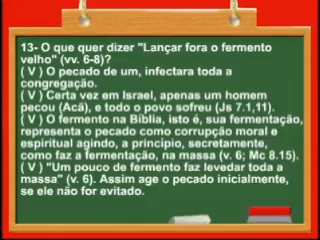 13- O que quer dizer "Lançar fora o fermento
velho" (vv. 6-8)?
( V ) O pecado de um, infectara toda a
congregação.
( V ) Certa vez em Israel, apenas um homem
pecou (Acã), e todo o povo sofreu (Js 7.1,11).
( V ) O fermento na Bíblia, isto é, sua fermentação,
representa o pecado como corrupção moral e
espiritual agindo, a princípio, secretamente,
como faz a fermentação, na massa (v. 6; Mc 8.15).
( V ) "Um pouco de fermento faz levedar toda a
massa" (v. 6). Assim age o pecado inicialmente,
se ele não for evitado.